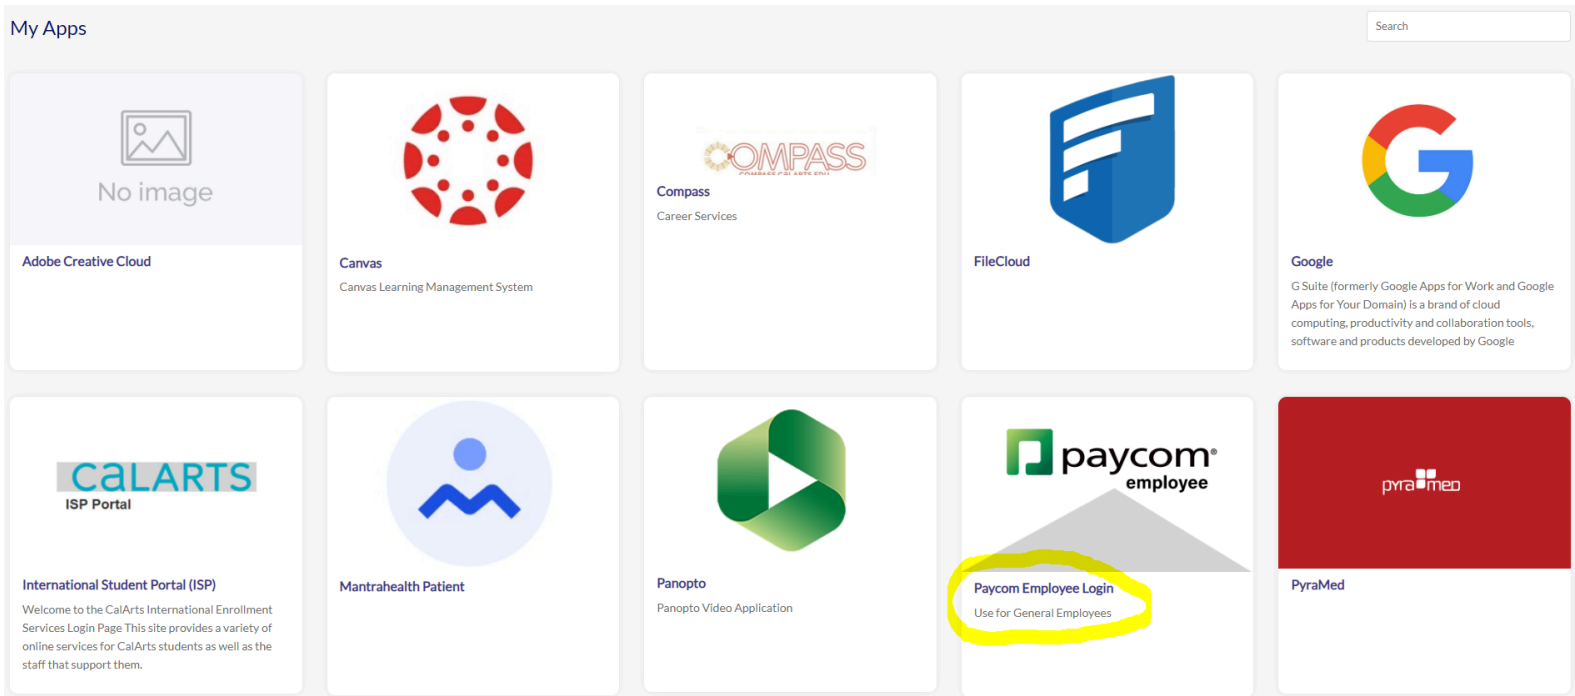 My Apps
Search
No image
Adobe Creative Cloud
Canvas
Canvas Learning Management System
COMPASS
COMPASS.CALARTS.EDU
Compass
Career Services
FileCloud
Google
G Suite (formerly Google Apps for Work and Google
Apps for Your Domain) is a brand of cloud
computing, productivity and collaboration tools,
software and products developed by Google
CALARTS
ISP Portal
International Student Portal (ISP)
Welcome to the CalArts International Enrollment
Services Login Page This site provides a variety of
online services for CalArts students as well as the
staff that support them.
Mantrahealth Patient
Panopto
Panopto Video Application
paycom®
employee
Paycom Employee Login
Use for General Employees
pyramed
PyraMed